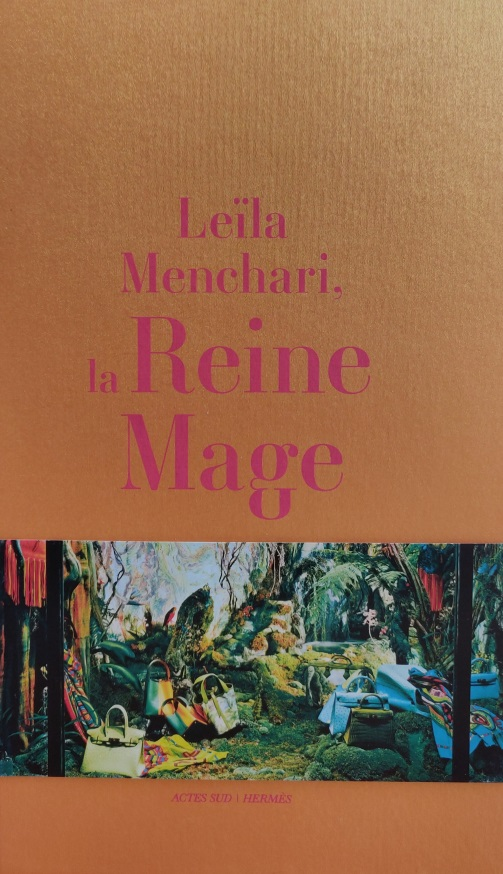 Leïla
Menchari,
la Reine
Mage
ACTES SUD | HERMÈS